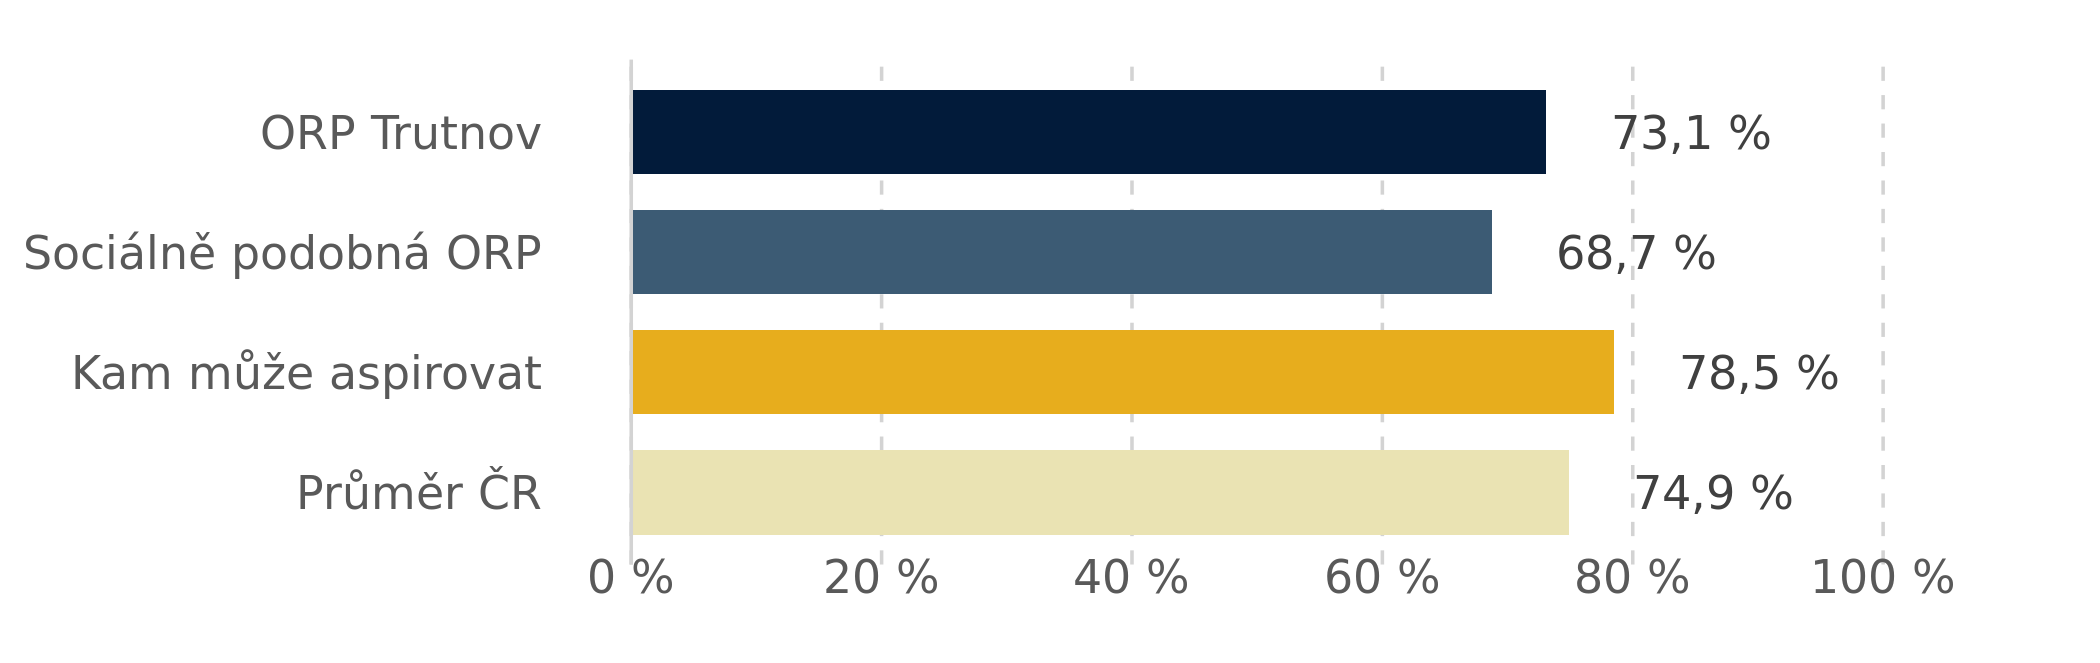 ORP Trutnov 73,1 %
Sociálně podobná ORP 68,7 %
Kam může aspirovat 78,5 %
Průměr ČR 74,9 %
0 % 20 % 40 % 60 % 80 % 100 %